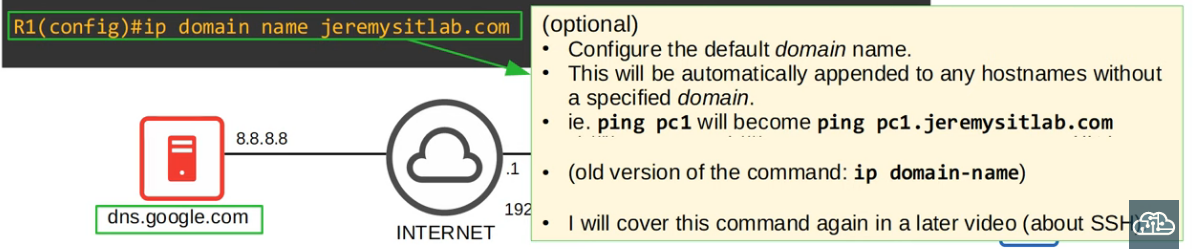 R1(config)#ip domain name jeremysitlab.com
(optional)
• Configure the default domain name.
• This will be automatically appended to any hostnames without
a specified domain.
• ie. ping pc1 will become ping pc1.jeremysitlab.com
• (old version of the command: ip domain-name)
• I will cover this command again in a later video (about SSH)
8.8.8.8
.1
192
dns.google.com
INTERNET